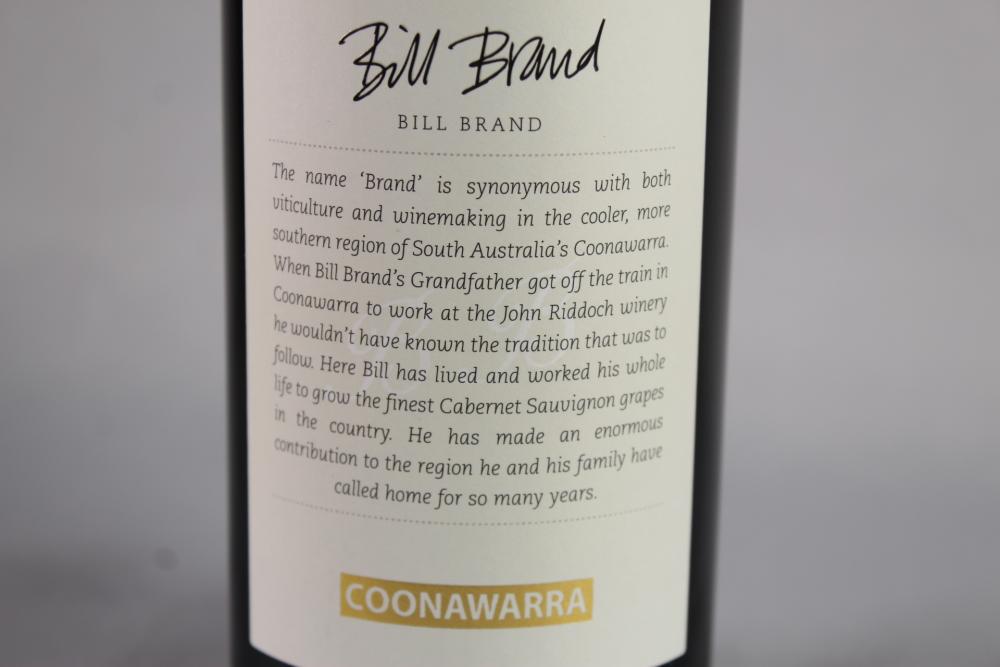 Bill Brand
BILL BRAND
The name ‘Brand’ is synonymous with both
viticulture and winemaking in the cooler, more
southern region of South Australia’s Coonawarra.
When Bill Brand’s Grandfather got off the train in
Coonawarra to work at the John Riddoch winery
he wouldn’t have known the tradition that was to
follow. Here Bill has lived and worked his whole
life to grow the finest Cabernet Sauvignon grapes
in the country. He has made an enormous
contribution to the region he and his family have
called home for so many years.
COONAWARRA